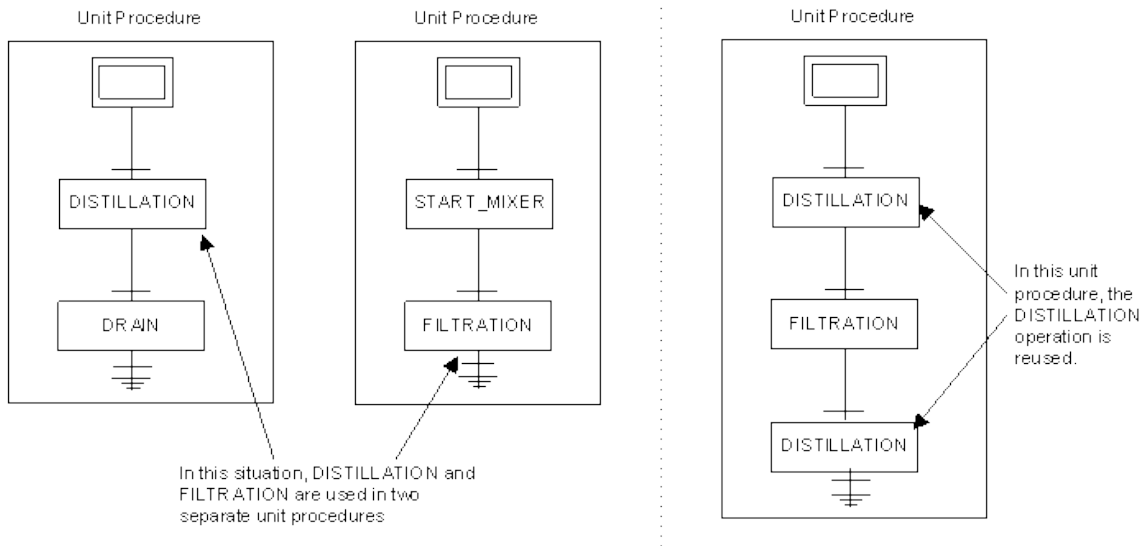 Unit Procedure
DISTILLATION
DRAIN
Unit Procedure
START_MIXER
FILTRATION
In this situation, DISTILLATION and
FILTRATION are used in two
separate unit procedures
Unit Procedure
DISTILLATION
FILTRATION
DISTILLATION
In this unit
procedure, the
DISTILLATION
operation is
reused.